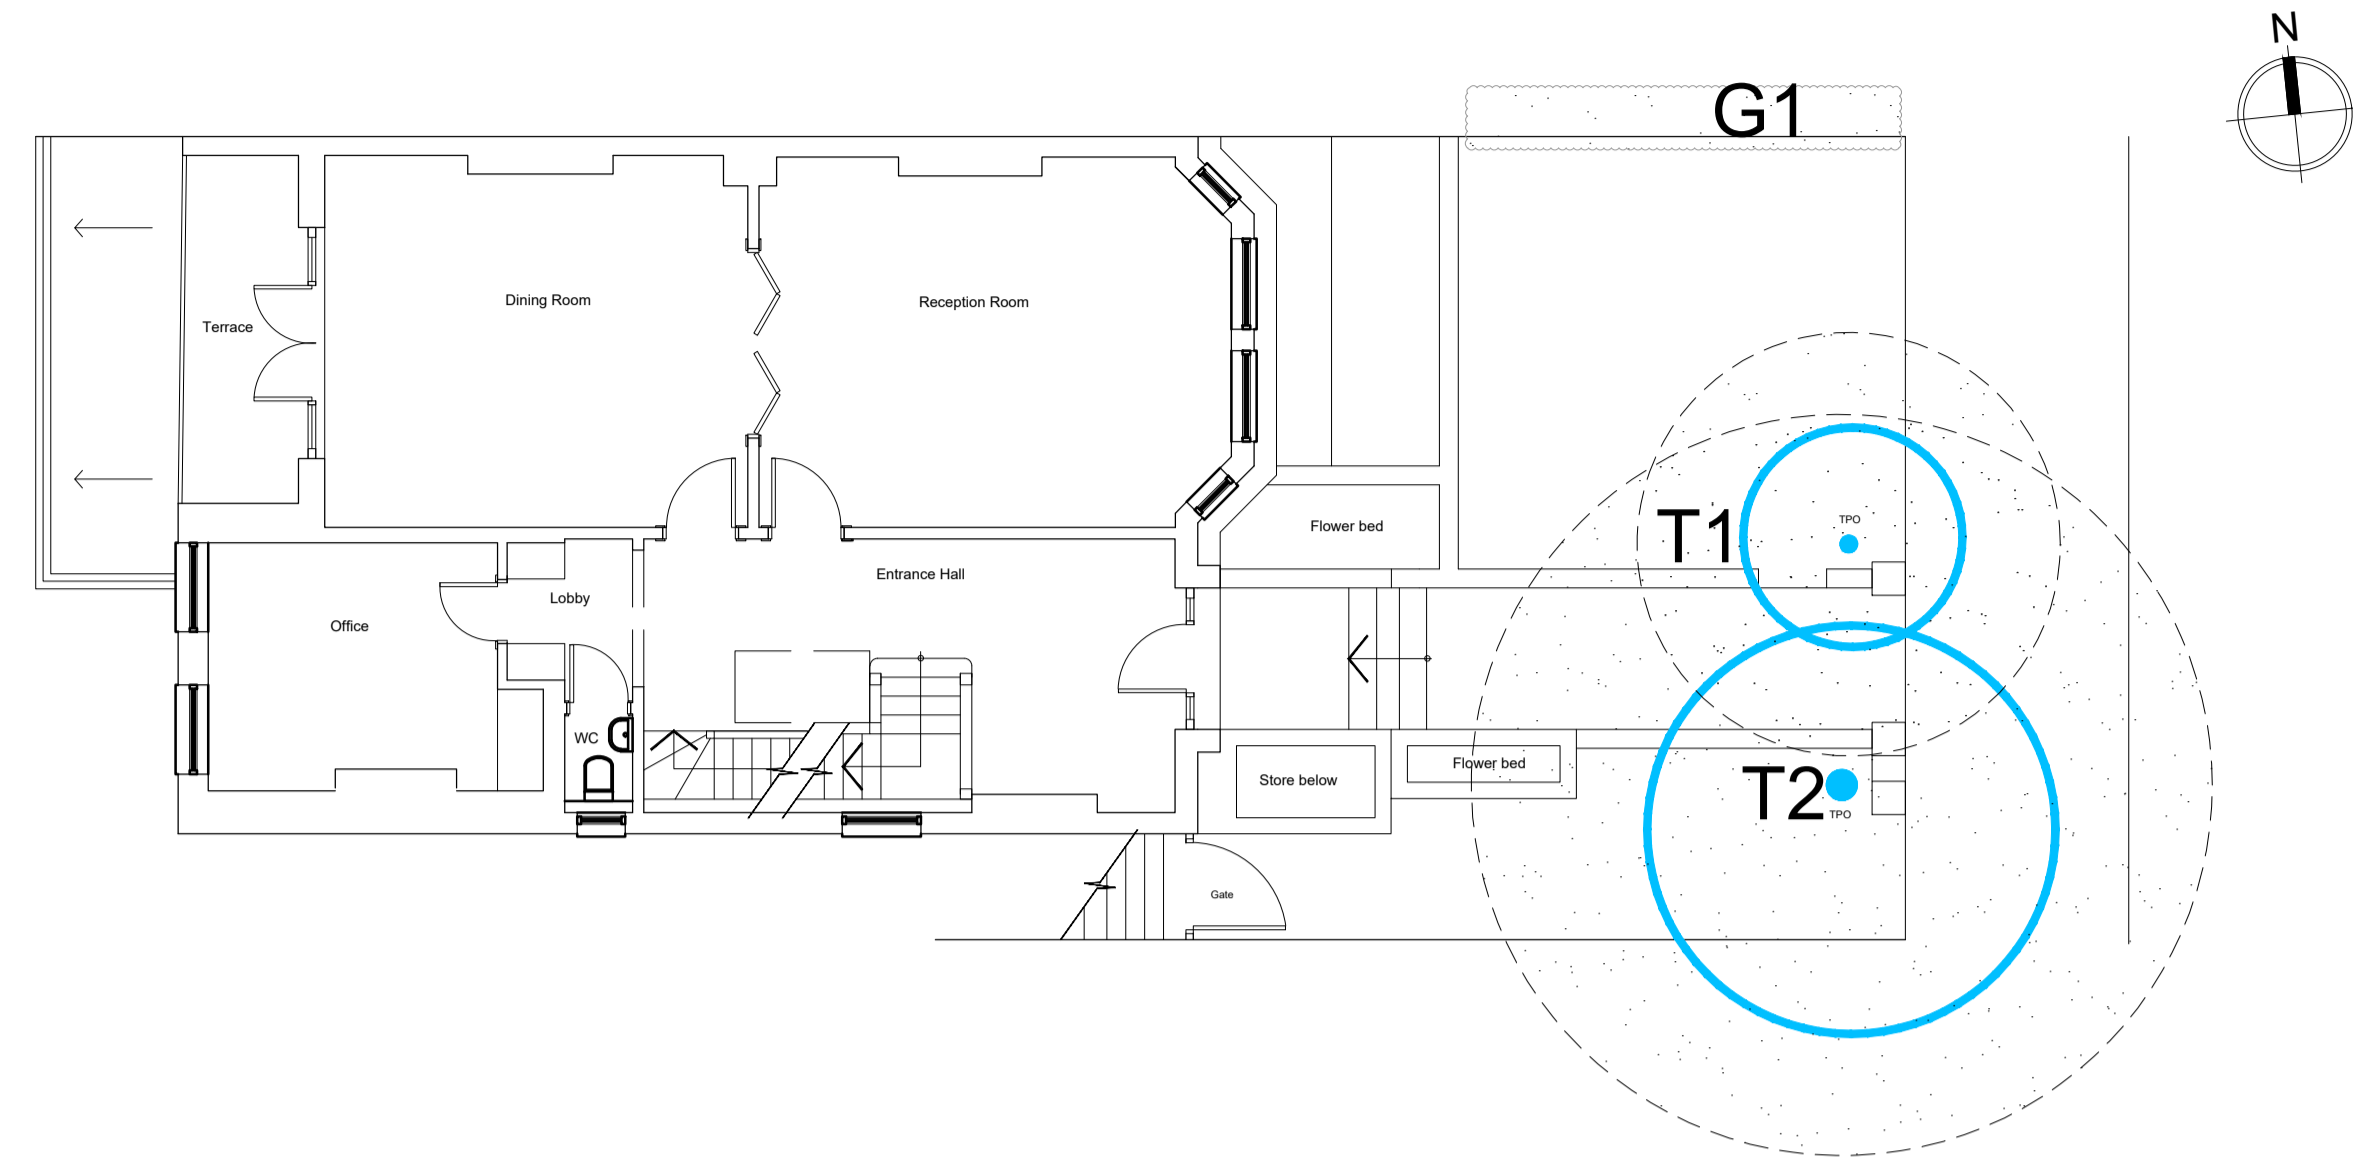 N
G1
Dining Room
Reception Room
Terrace
T1
TPO
Flower bed
Entrance Hall
Lobby
Office
WC
Store below
Flower bed
T2
TPO
Gate